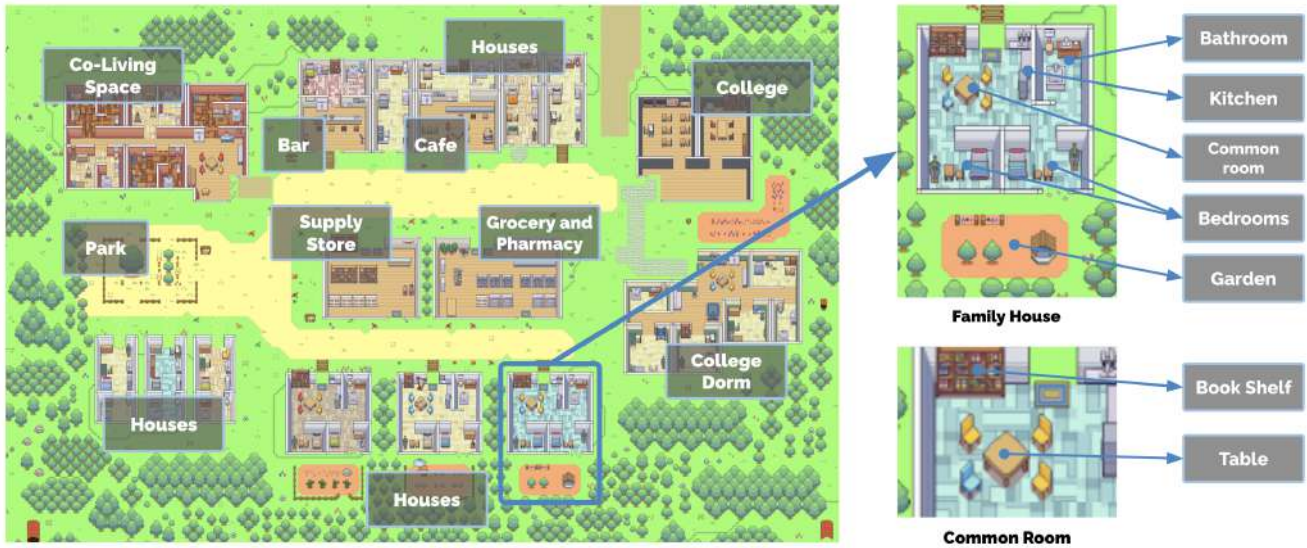 Co-Living
Space
Houses
College
Bar
Cafe
Park
Supply
Store
Grocery and
Pharmacy
College
Dorm
Houses
Houses
Bathroom
Kitchen
Common
room
Bedrooms
Garden
Family House
Book Shelf
Table
Common Room